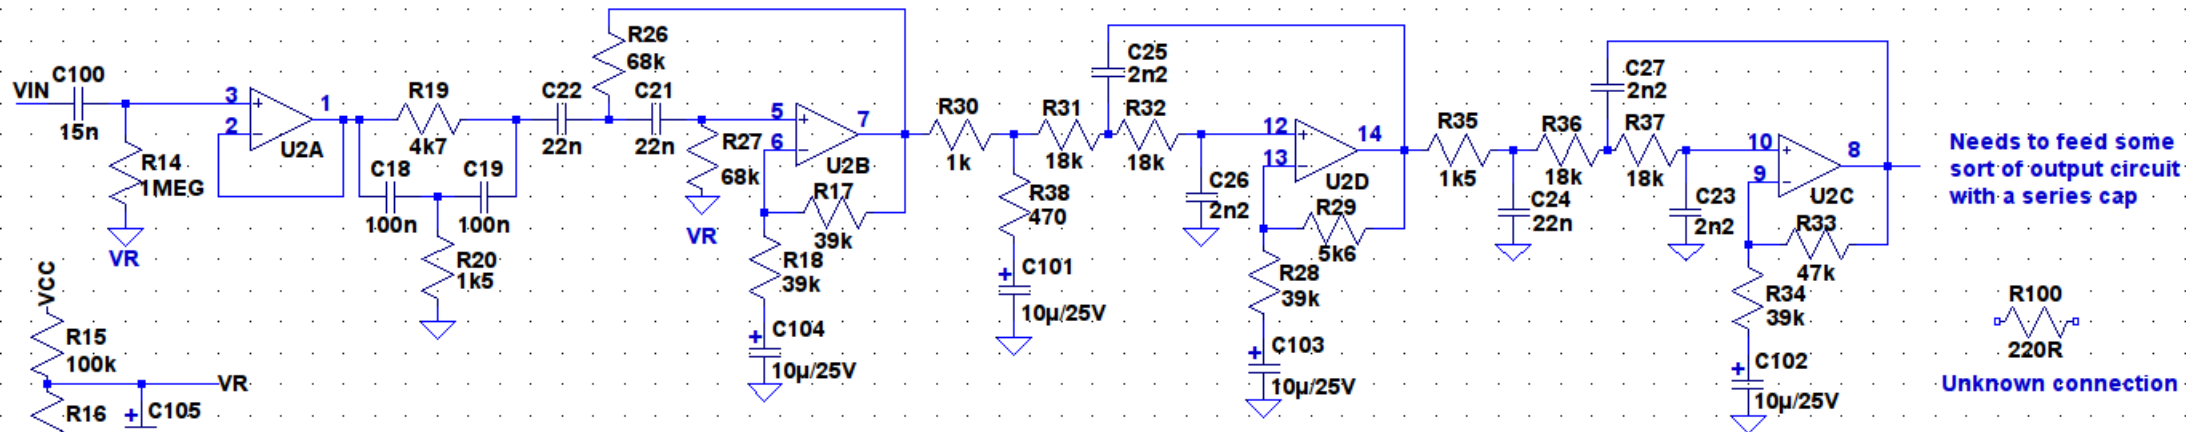 VIN
C100
15n
R14
1MEG
VR
3
2
1
U2A
R19
4k7
C18
100n
C19
100n
R20
1k5
C22
22n
R26
68k
C21
22n
R27
68k
VR
5
6
7
U2B
R17
39k
R18
39k
+
C104
10µ/25V
R30
1k
R38
470
+
C101
10µ/25V
R31
18k
C25
2n2
R32
18k
C26
2n2
12
13
14
U2D
R29
5k6
R28
39k
+
C103
10µ/25V
R35
1k5
C24
22n
R36
18k
C27
2n2
R37
18k
C23
2n2
10
9
8
U2C
R33
47k
R34
39k
+
C102
10µ/25V
Needs to feed some
sort of output circuit
with a series cap
R100
220R
Unknown connection
VCC
R15
100k
VR
R16
+
C105